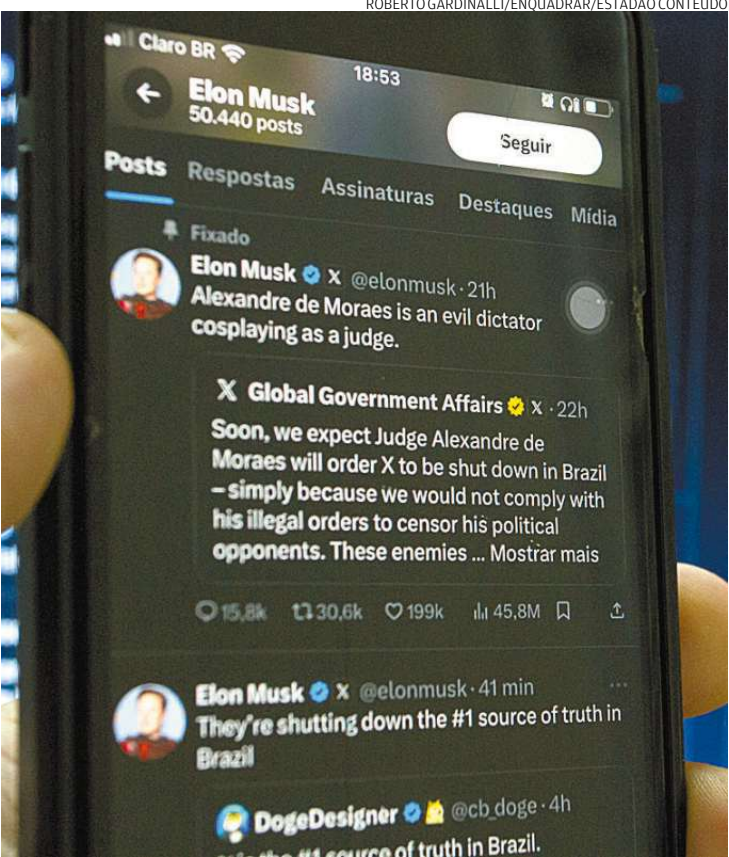 ROBERTO GARDINALLI/ENQUADRAR/ESTADÃO CONTEÚDO
Claro BR
18:53
Elon Musk
50.440 posts
Seguir
Posts Respostas Assinaturas Destaques Mídia
Fixado
Elon Musk X @elonmusk · 21h
Alexandre de Moraes is an evil dictator
cosplaying as a judge.
X Global Government Affairs X · 22h
Soon, we expect Judge Alexandre de
Moraes will order X to be shut down in Brazil
– simply because we would not comply with
his illegal orders to censor his political
opponents. These enemies ... Mostrar mais
15,8k 30,6k 199k 45,8M
Elon Musk X @elonmusk · 41 min
They're shutting down the #1 source of truth in
Brazil
DogeDesigner @cb_doge · 4h
the #1 source of truth in Brazil.